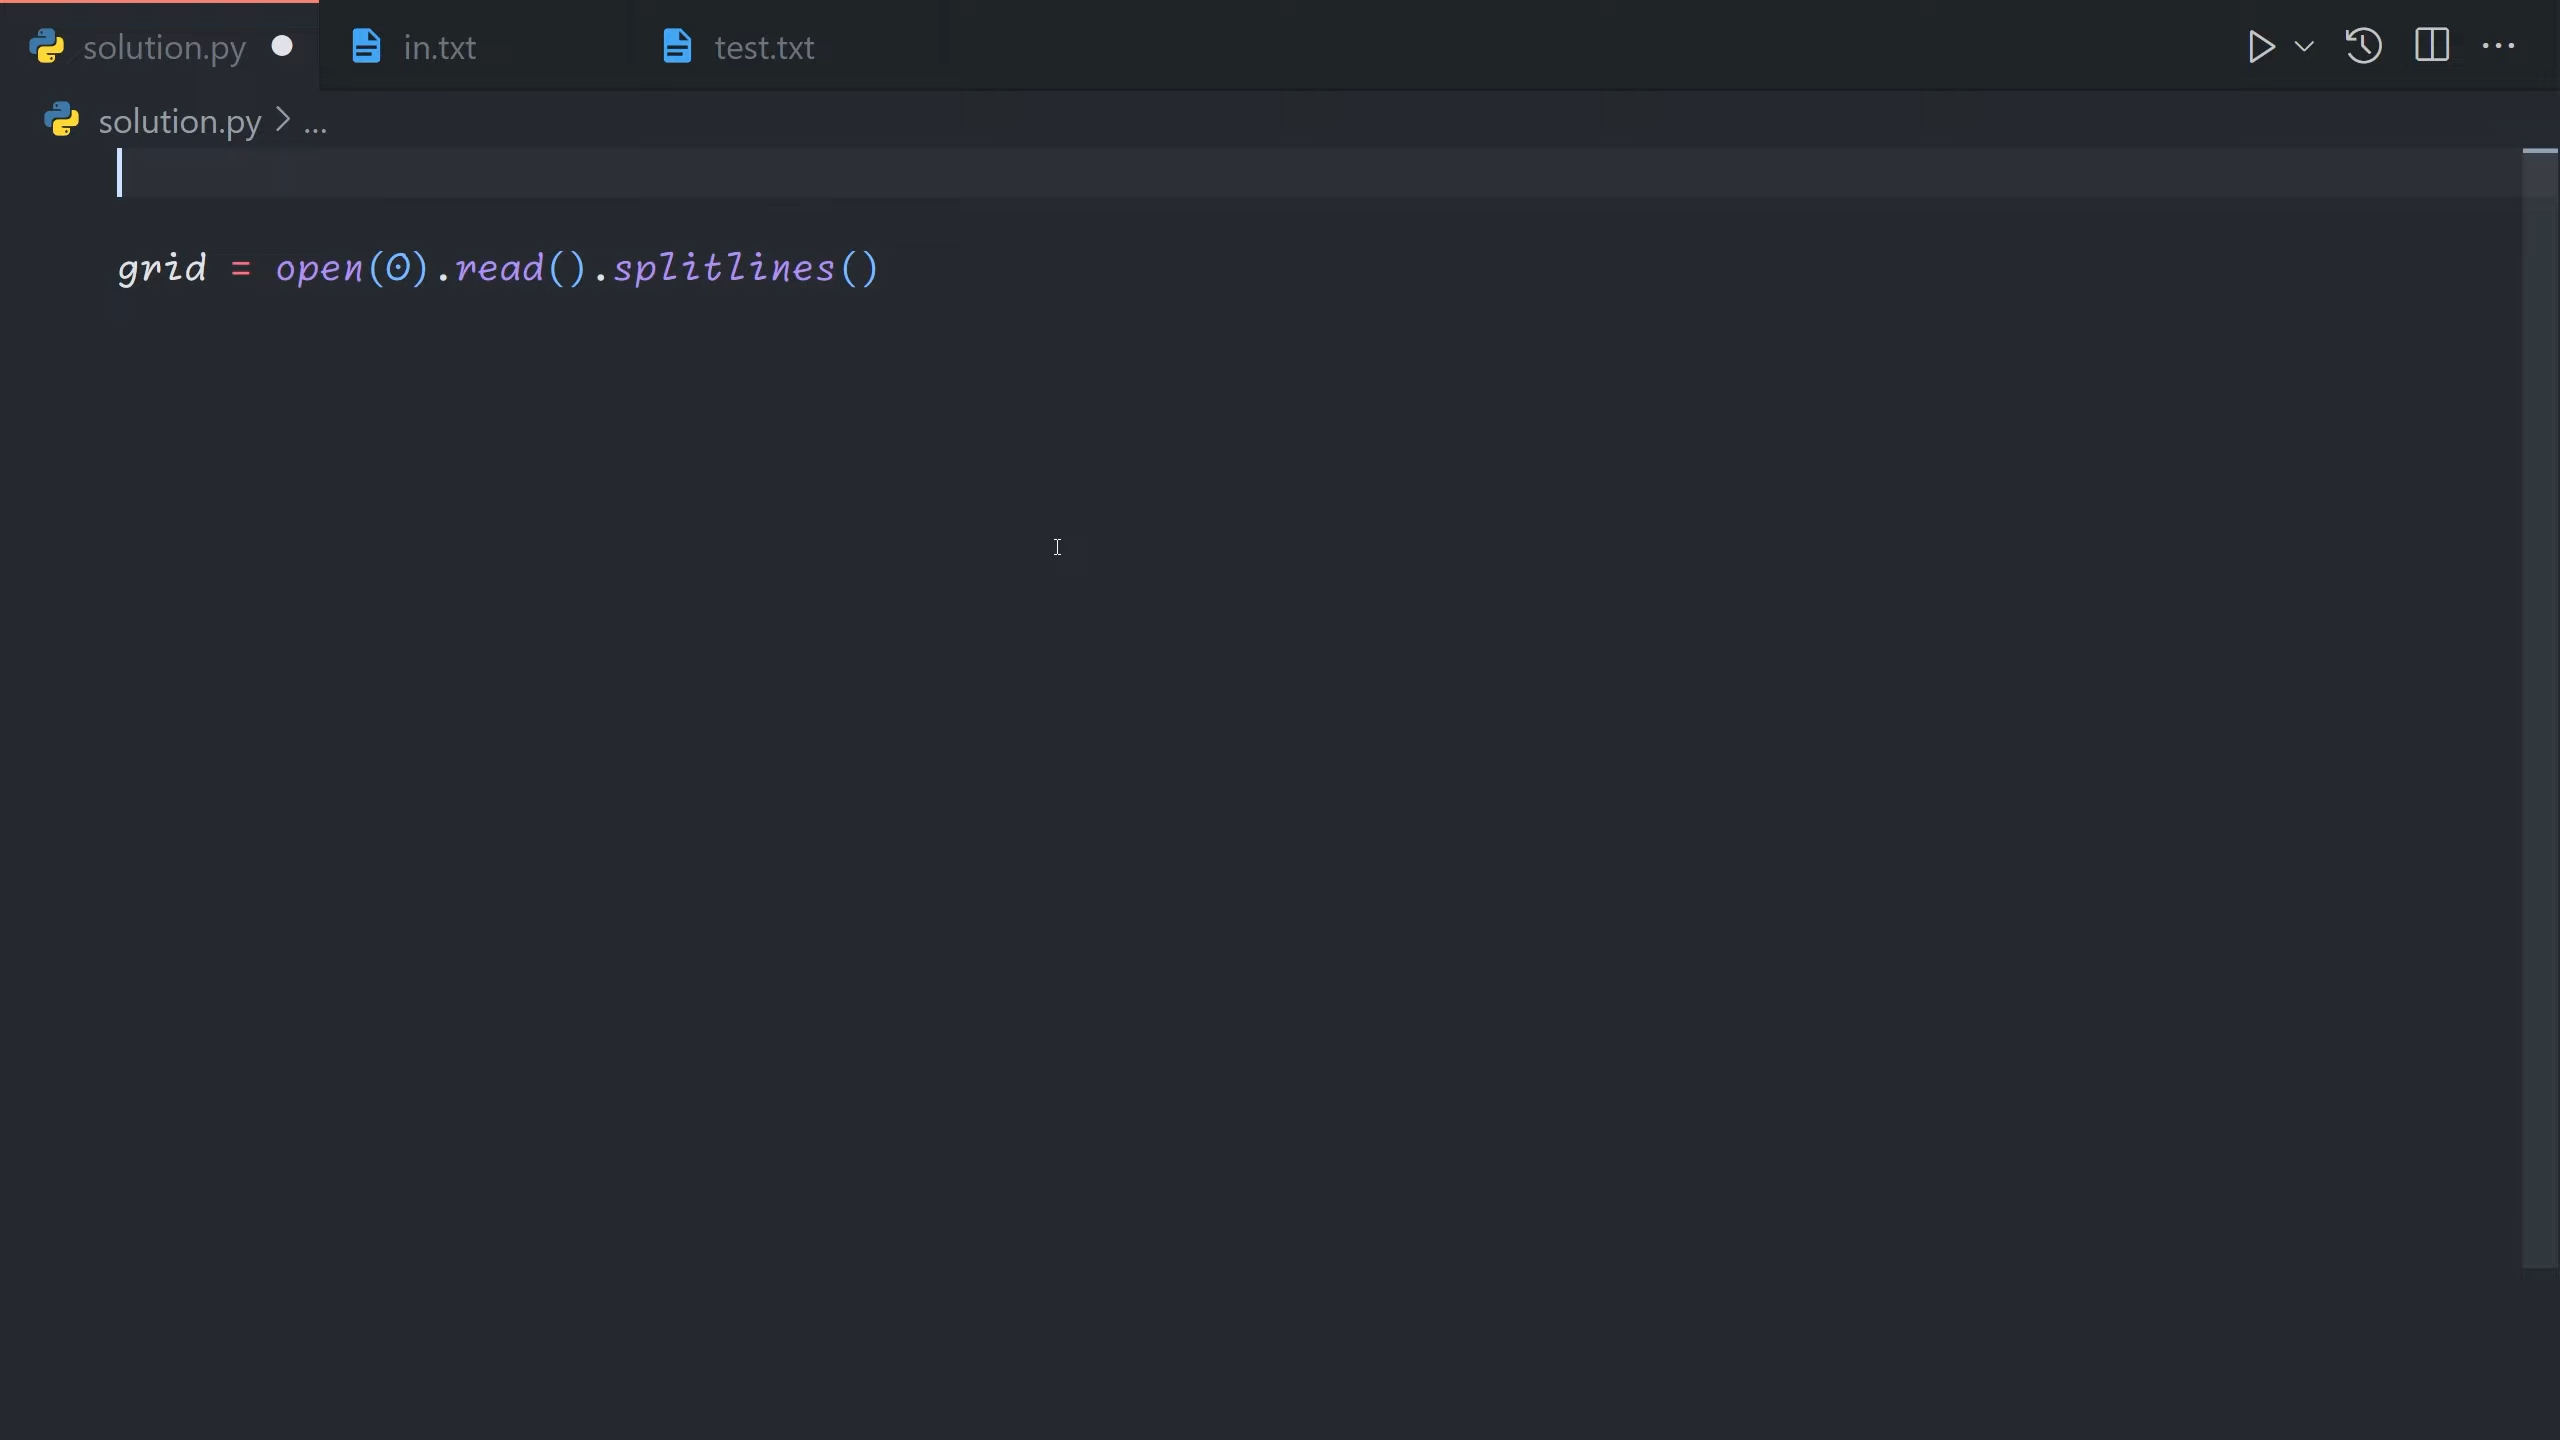 solution.py
in.txt
test.txt
solution.py > ...
grid = open(0).read().splitlines()